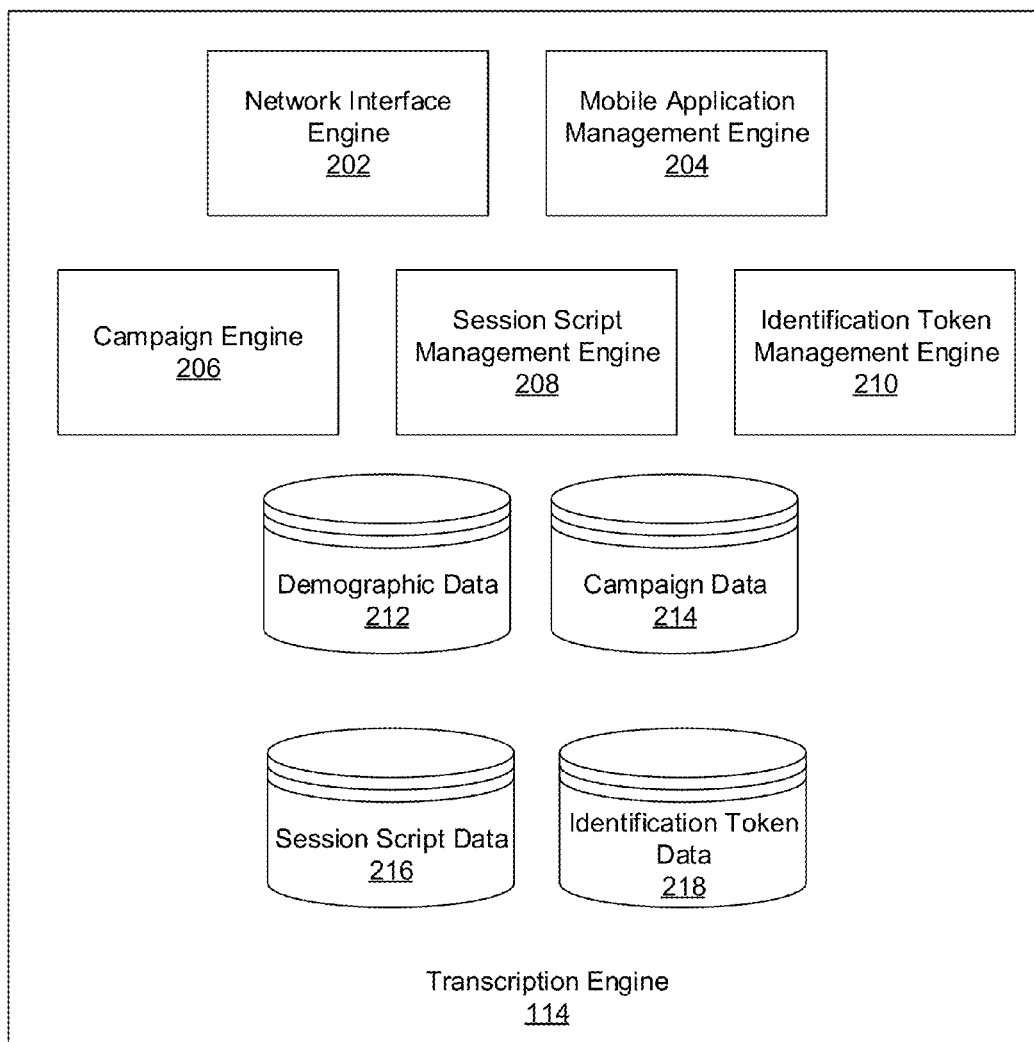 Network Interface
Engine
202
Mobile Application
Management Engine
204
Campaign Engine
206
Session Script
Management Engine
208
Identification Token
Management Engine
210
Demographic Data
212
Campaign Data
214
Session Script Data
216
Identification Token
Data
218
Transcription Engine
114